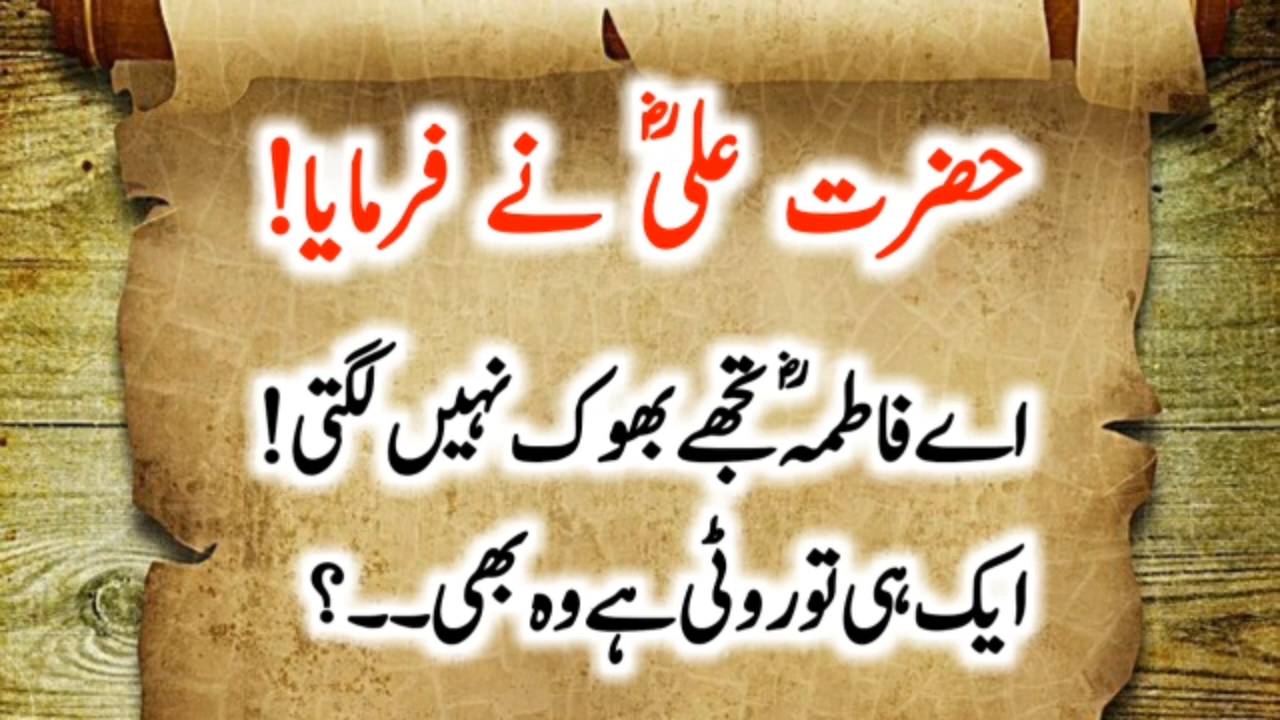 حضرت علیؓ نے فرمایا!
اے فاطمہؓ تجھے بھوک نہیں لگتی!
ایک ہی تو روٹی ہے وہ بھی۔۔؟